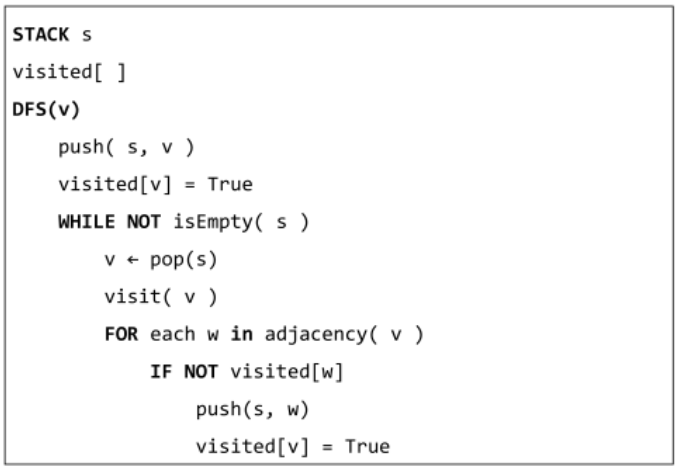 STACK s
visited[ ]
DFS(v)
push( s, v )
visited[v] = True
WHILE NOT isEmpty( s )
v ← pop(s)
visit( v )
FOR each w in adjacency( v )
IF NOT visited[w]
push(s, w)
visited[v] = True